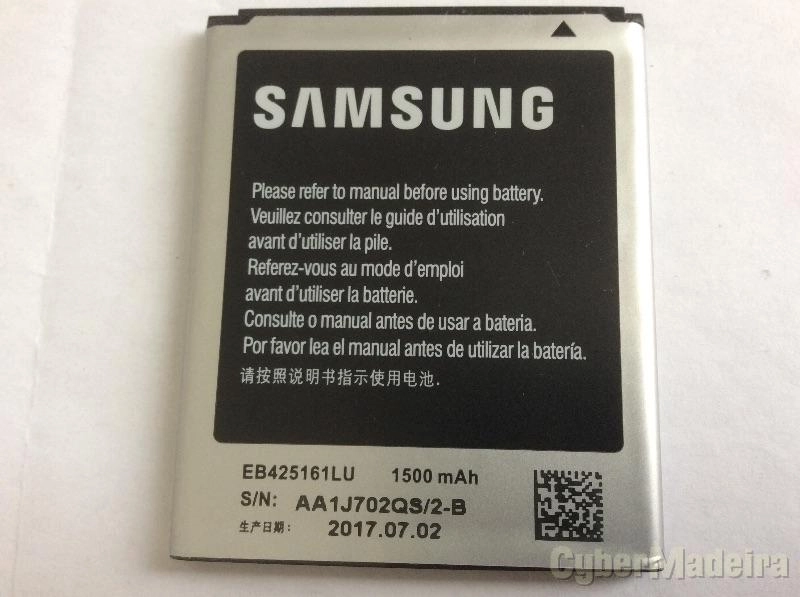 SAMSUNG
Please refer to manual before using battery.
Veuillez consulter le guide d'utilisation
avant d'utiliser la pile.
Referez-vous au mode d'emploi
avant d'utiliser la batterie.
Consulte o manual antes de usar a bateria.
Por favor lea el manual antes de utilizar la batería.
请按照说明书指示使用电池.
EB425161LU 1500 mAh
S/N: AA1J702QS/2-B
生产日期: 2017.07.02
CyberMadeira